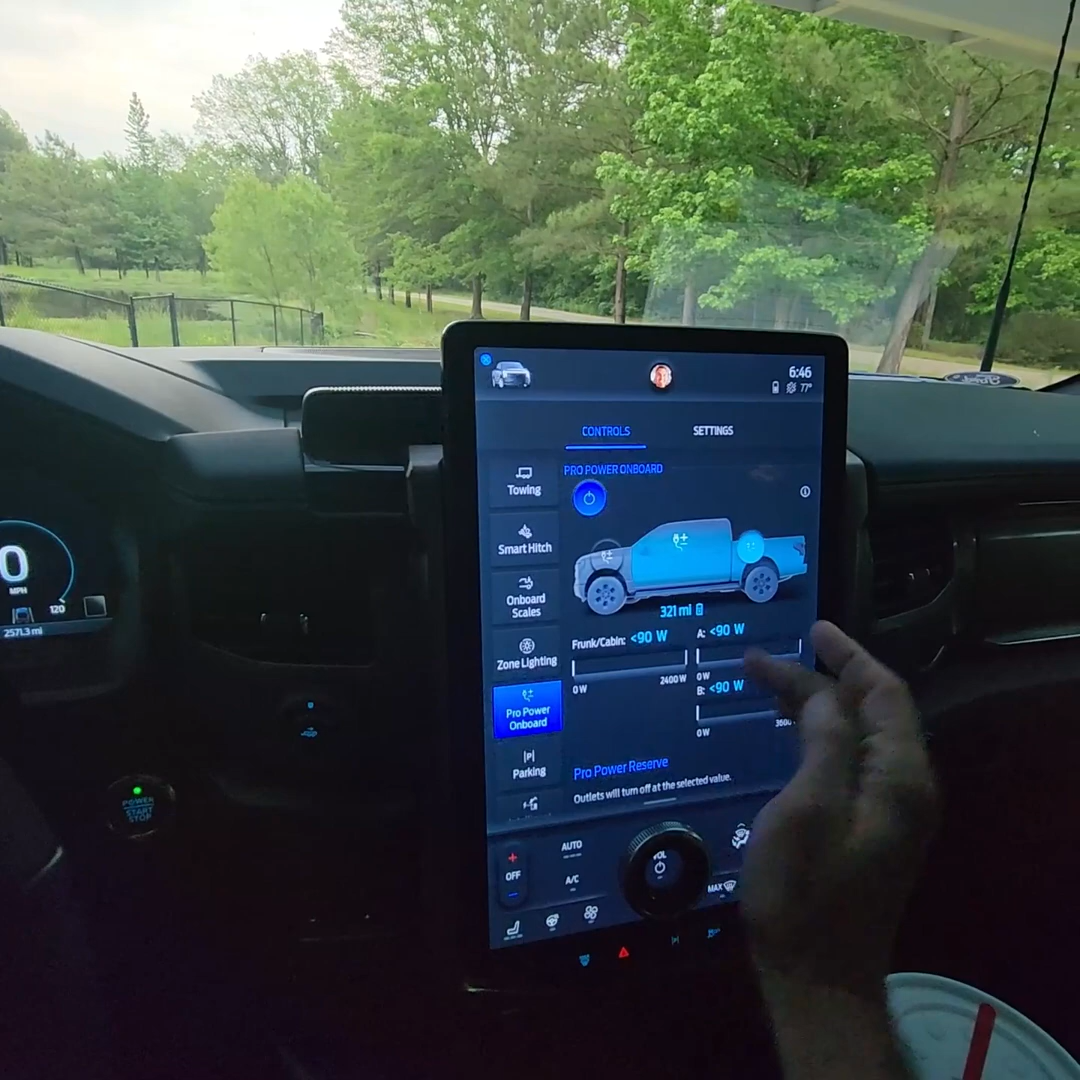 6:46
77°
CONTROLS
SETTINGS
Towing
PRO POWER ONBOARD
Smart Hitch
Onboard
Scales
321 mi
Zone Lighting
Frunk/Cabin: <90 W
A: <90 W
0 W
2400 W
0 W
B: <90 W
0 W
Pro Power
Onboard
Parking
Pro Power Reserve
Outlets will turn off at the selected value.
AUTO
OFF
A/C
VOL
MAX
0
MPH
120
257.3 mi
POWER
START
STOP
Ford